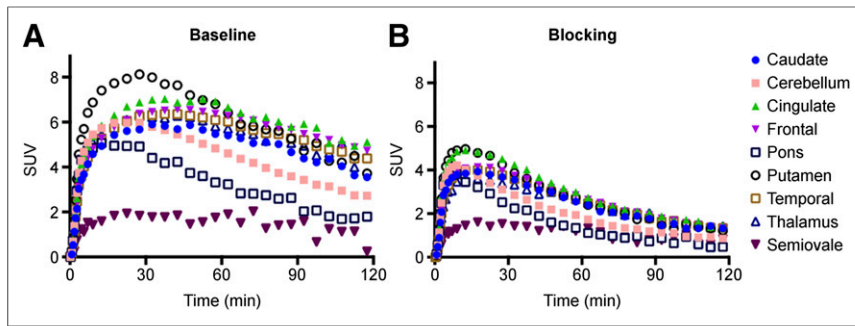 A
Baseline
SUV
8
6
4
2
0
0 30 60 90 120
Time (min)
B
Blocking
SUV
8
6
4
2
0
0 30 60 90 120
Time (min)
Caudate
Cerebellum
Cingulate
Frontal
Pons
Putamen
Temporal
Thalamus
Semiovale